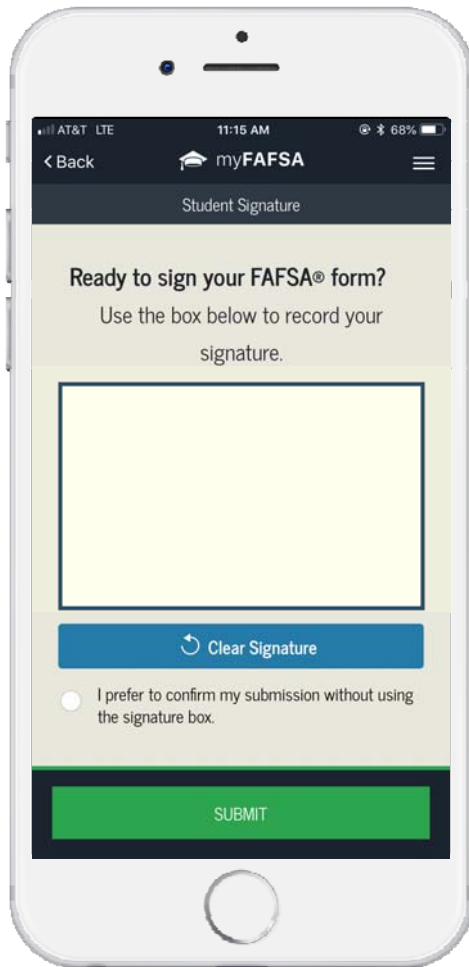 AT&T LTE 11:15 AM 68%
Back myFAFSA
Student Signature
Ready to sign your FAFSA® form?
Use the box below to record your
signature.
Clear Signature
I prefer to confirm my submission without using
the signature box.
SUBMIT